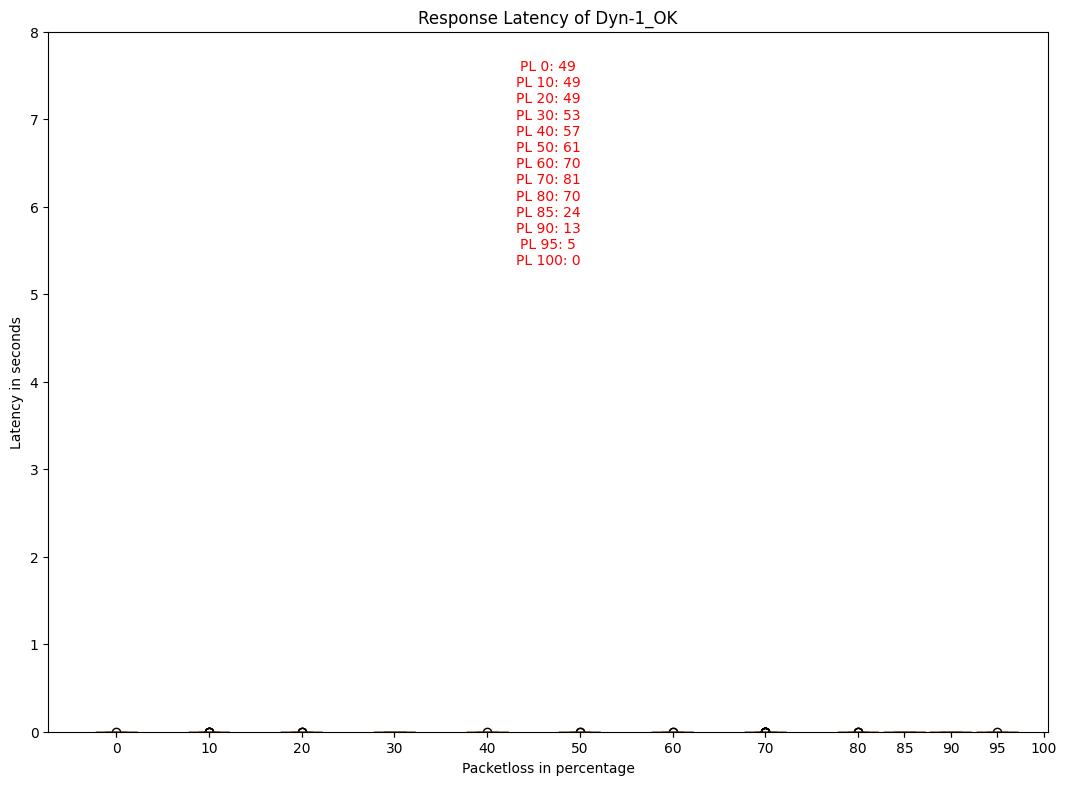 Response Latency of Dyn-1_OK
8
PL 0: 49
PL 10: 49
PL 20: 49
PL 30: 53
PL 40: 57
PL 50: 61
PL 60: 70
PL 70: 81
PL 80: 70
PL 85: 24
PL 90: 13
PL 95: 5
PL 100: 0
7
6
5
4
3
2
1
0
Latency in seconds
0 10 20 30 40 50 60 70 80 85 90 95 100
Packetloss in percentage